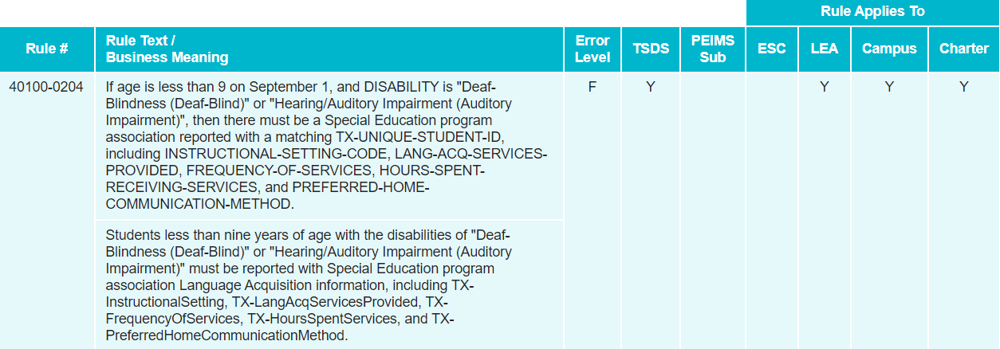 Rule Applies To
Rule #
Rule Text /
Business Meaning
Error
Level
TSDS
PEIMS
Sub
ESC
LEA
Campus
Charter
40100-0204
If age is less than 9 on September 1, and DISABILITY is "Deaf-
Blindness (Deaf-Blind)" or "Hearing/Auditory Impairment (Auditory
Impairment)", then there must be a Special Education program
association reported with a matching TX-UNIQUE-STUDENT-ID,
including INSTRUCTIONAL-SETTING-CODE, LANG-ACQ-SERVICES-
PROVIDED, FREQUENCY-OF-SERVICES, HOURS-SPENT-
RECEIVING-SERVICES, and PREFERRED-HOME-
COMMUNICATION-METHOD.
F
Y
Y
Y
Y
Students less than nine years of age with the disabilities of "Deaf-
Blindness (Deaf-Blind)" or "Hearing/Auditory Impairment (Auditory
Impairment)" must be reported with Special Education program
association Language Acquisition information, including TX-
InstructionalSetting, TX-LangAcqServicesProvided, TX-
FrequencyOfServices, TX-HoursSpentServices, and TX-
PreferredHomeCommunicationMethod.